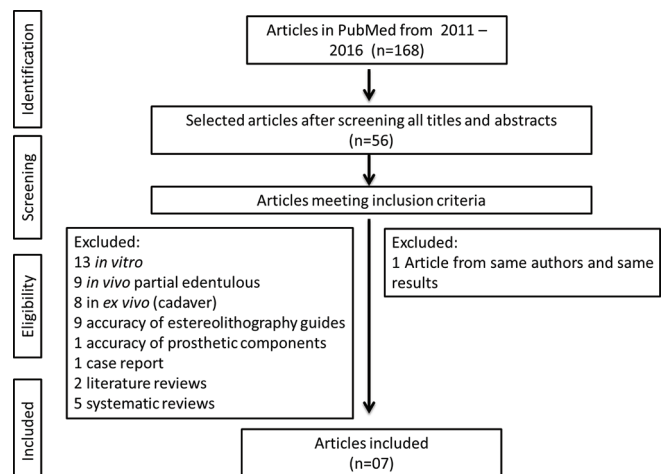 Identification
Articles in PubMed from 2011 –
2016 (n=168)
Selected articles after screening all titles and abstracts
(n=56)
Screening
Articles meeting inclusion criteria
Eligibility
Excluded:
13 in vitro
9 in vivo partial edentulous
8 in ex vivo (cadaver)
9 accuracy of estereolithography guides
1 accuracy of prosthetic components
1 case report
2 literature reviews
5 systematic reviews
Excluded:
1 Article from same authors and same
results
Included
Articles included
(n=07)